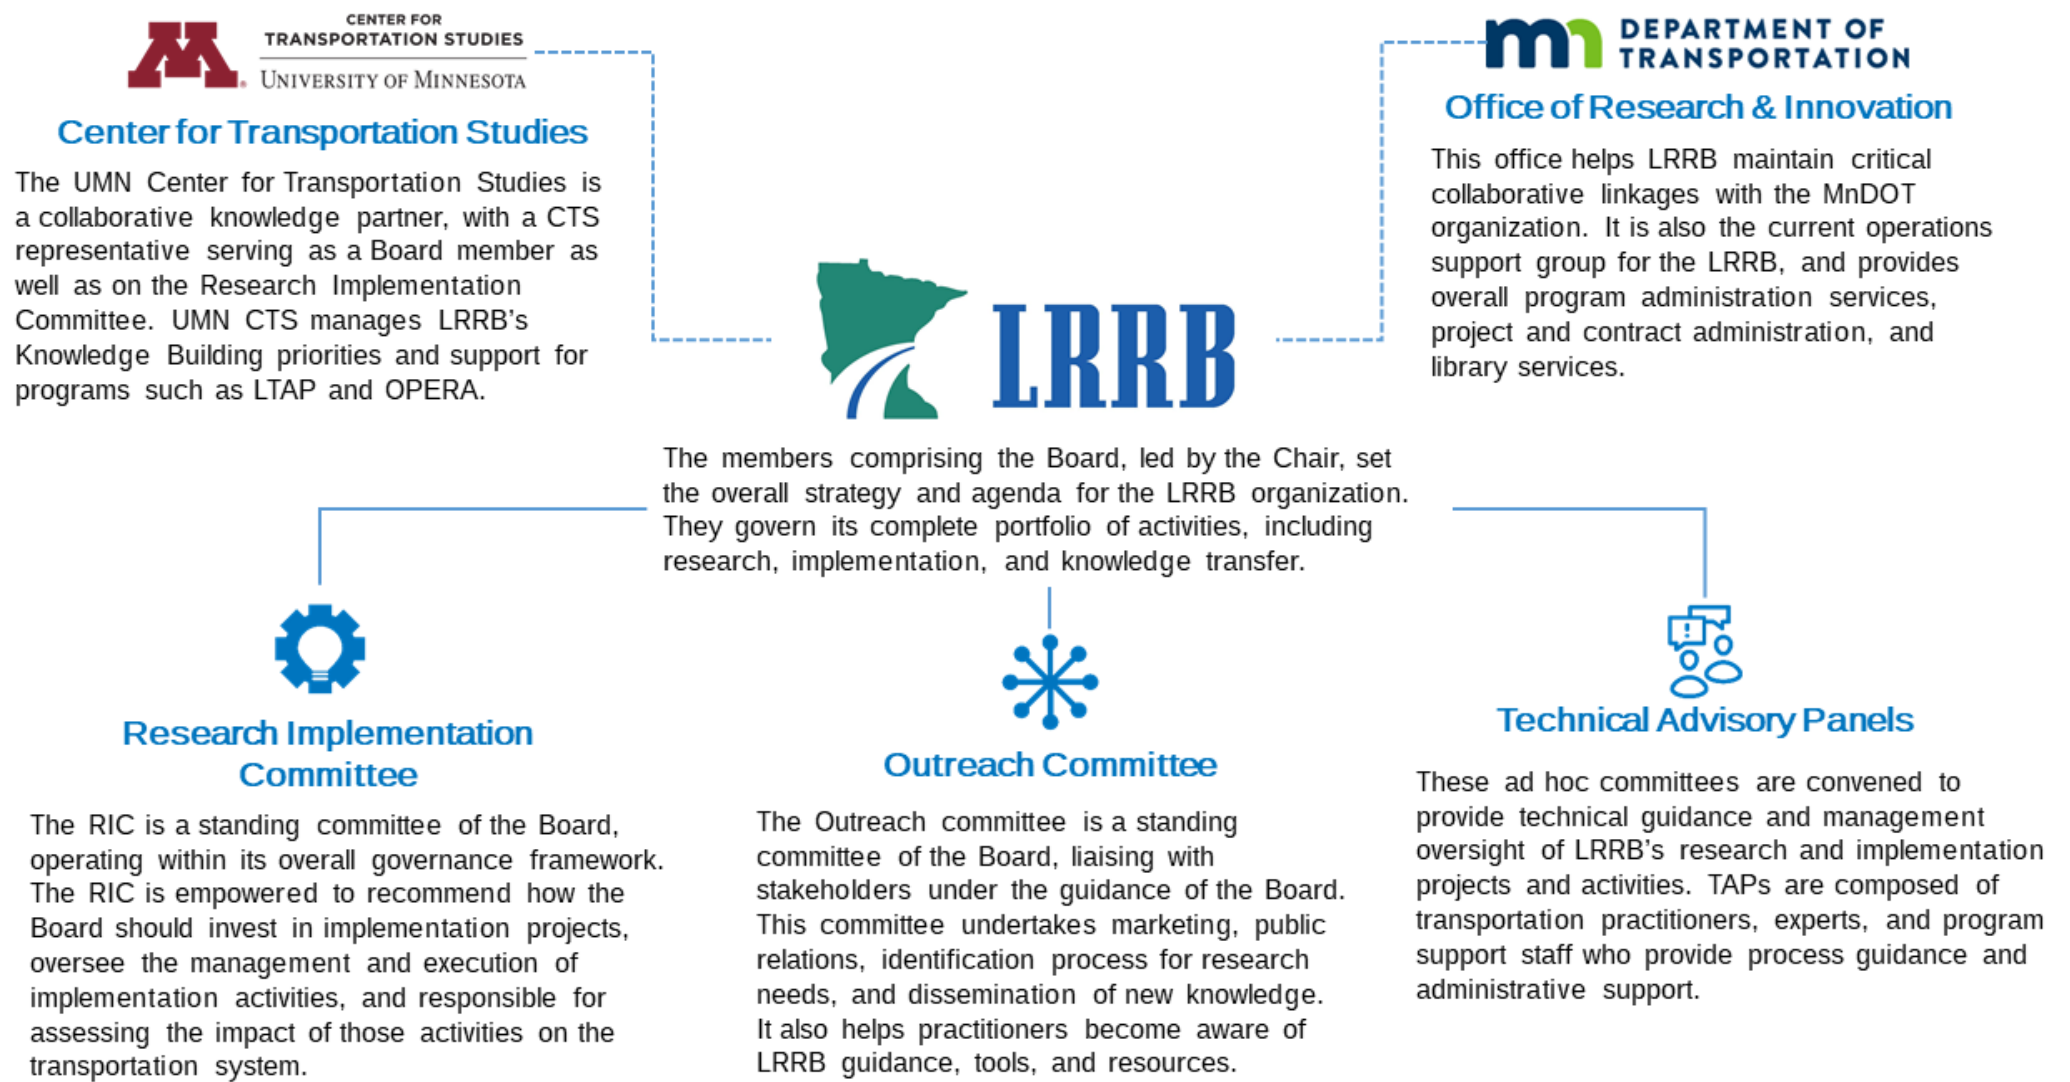 CENTER FOR
TRANSPORTATION STUDIES
UNIVERSITY OF MINNESOTA
Center for Transportation Studies
The UMN Center for Transportation Studies is
a collaborative knowledge partner, with a CTS
representative serving as a Board member as
well as on the Research Implementation
Committee. UMN CTS manages LRRB’s
Knowledge Building priorities and support for
programs such as LTAP and OPERA.
mn DEPARTMENT OF
TRANSPORTATION
Office of Research & Innovation
This office helps LRRB maintain critical
collaborative linkages with the MnDOT
organization. It is also the current operations
support group for the LRRB, and provides
overall program administration services,
project and contract administration, and
library services.
LRRB
The members comprising the Board, led by the Chair, set
the overall strategy and agenda for the LRRB organization.
They govern its complete portfolio of activities, including
research, implementation, and knowledge transfer.
Research Implementation
Committee
The RIC is a standing committee of the Board,
operating within its overall governance framework.
The RIC is empowered to recommend how the
Board should invest in implementation projects,
oversee the management and execution of
implementation activities, and responsible for
assessing the impact of those activities on the
transportation system.
Outreach Committee
The Outreach committee is a standing
committee of the Board, liaising with
stakeholders under the guidance of the Board.
This committee undertakes marketing, public
relations, identification process for research
needs, and dissemination of new knowledge.
It also helps practitioners become aware of
LRRB guidance, tools, and resources.
Technical Advisory Panels
These ad hoc committees are convened to
provide technical guidance and management
oversight of LRRB’s research and implementation
projects and activities. TAPs are composed of
transportation practitioners, experts, and program
support staff who provide process guidance and
administrative support.